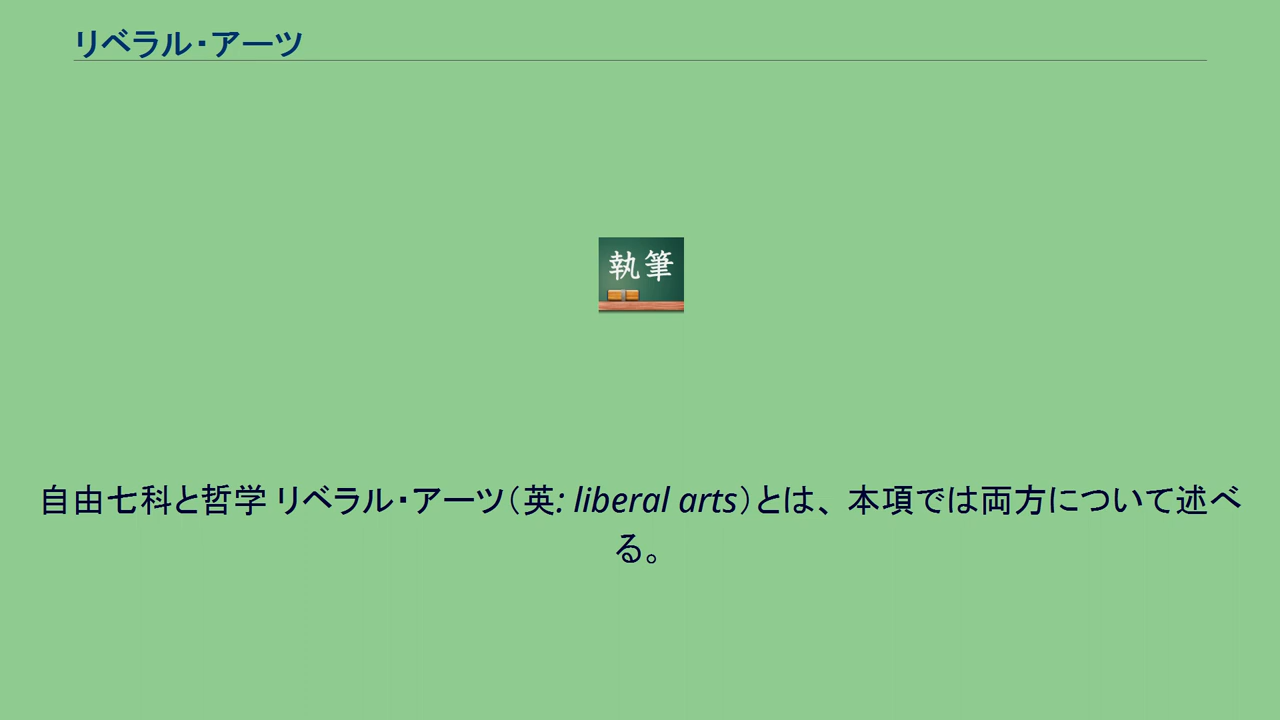 リベラル・アーツ
執筆
自由七科と哲学 リベラル・アーツ（英: liberal arts）とは、本項では両方について述べ
る。